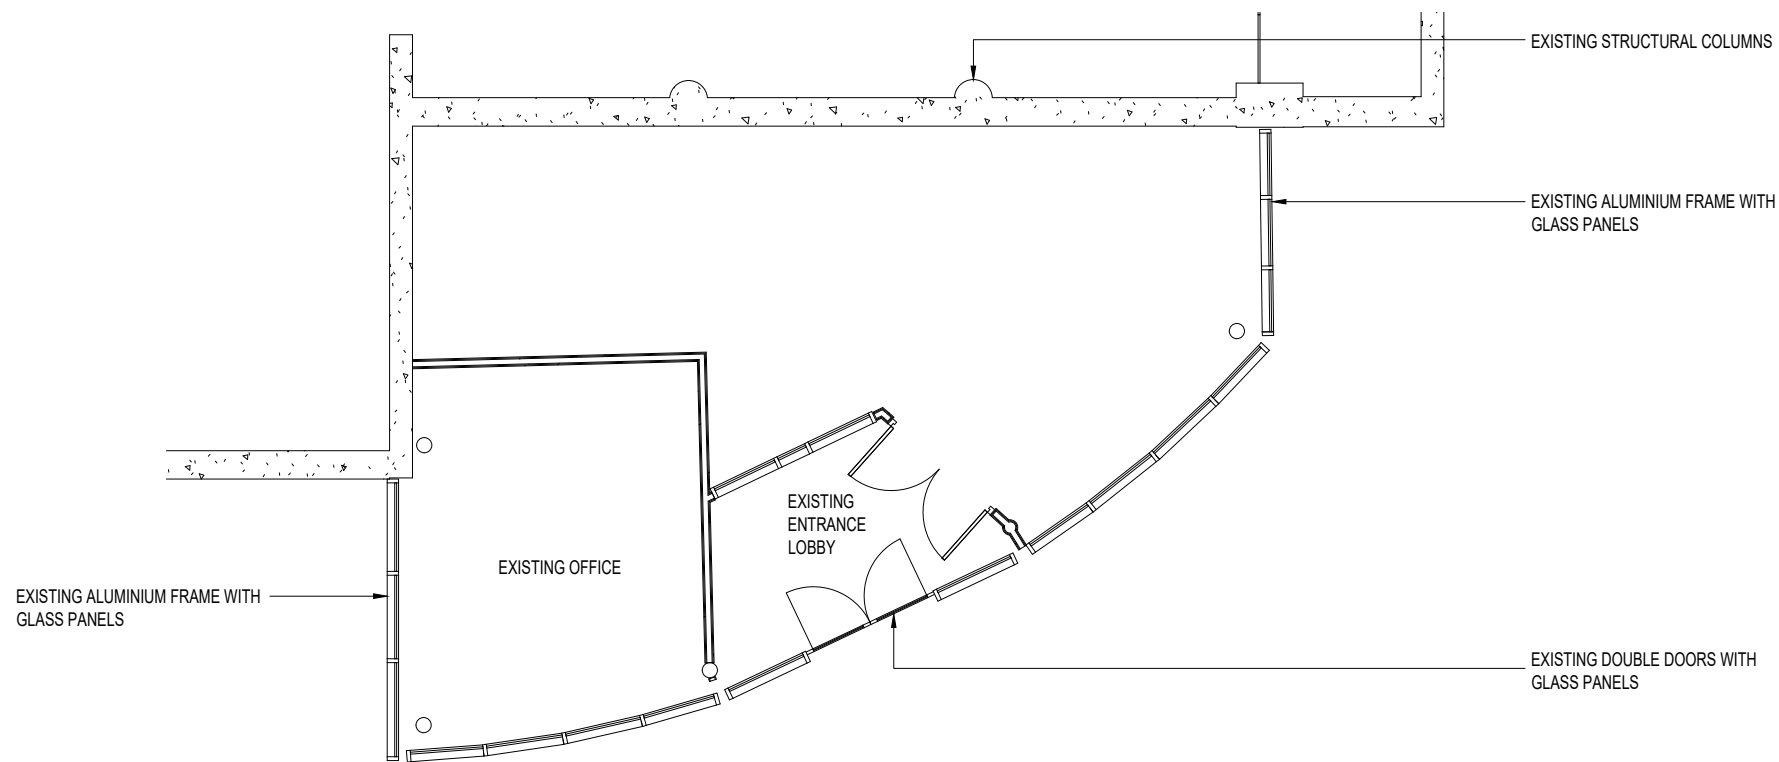 EXISTING STRUCTURAL COLUMNS
EXISTING ALUMINIUM FRAME WITH
GLASS PANELS
EXISTING
ENTRANCE
LOBBY
EXISTING OFFICE
EXISTING ALUMINIUM FRAME WITH
GLASS PANELS
EXISTING DOUBLE DOORS WITH
GLASS PANELS